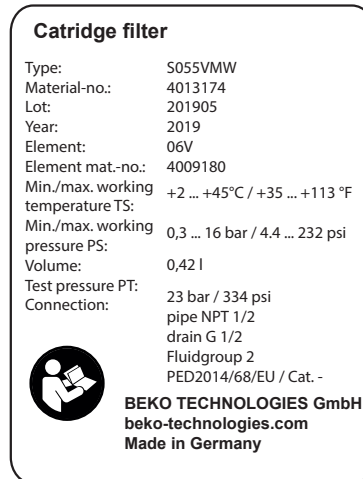 Catridge filter
Type: S055VMW
Material-no.: 4013174
Lot: 201905
Year: 2019
Element: 06V
Element mat.-no.: 4009180
Min./max. working temperature TS: +2 ... +45°C / +35 ... +113 °F
Min./max. working pressure PS: 0,3 ... 16 bar / 4.4 ... 232 psi
Volume: 0,42 l
Test pressure PT: 23 bar / 334 psi
Connection: pipe NPT 1/2
drain G 1/2
Fluidgroup 2
PED2014/68/EU / Cat. -
BEKO TECHNOLOGIES GmbH
beko-technologies.com
Made in Germany